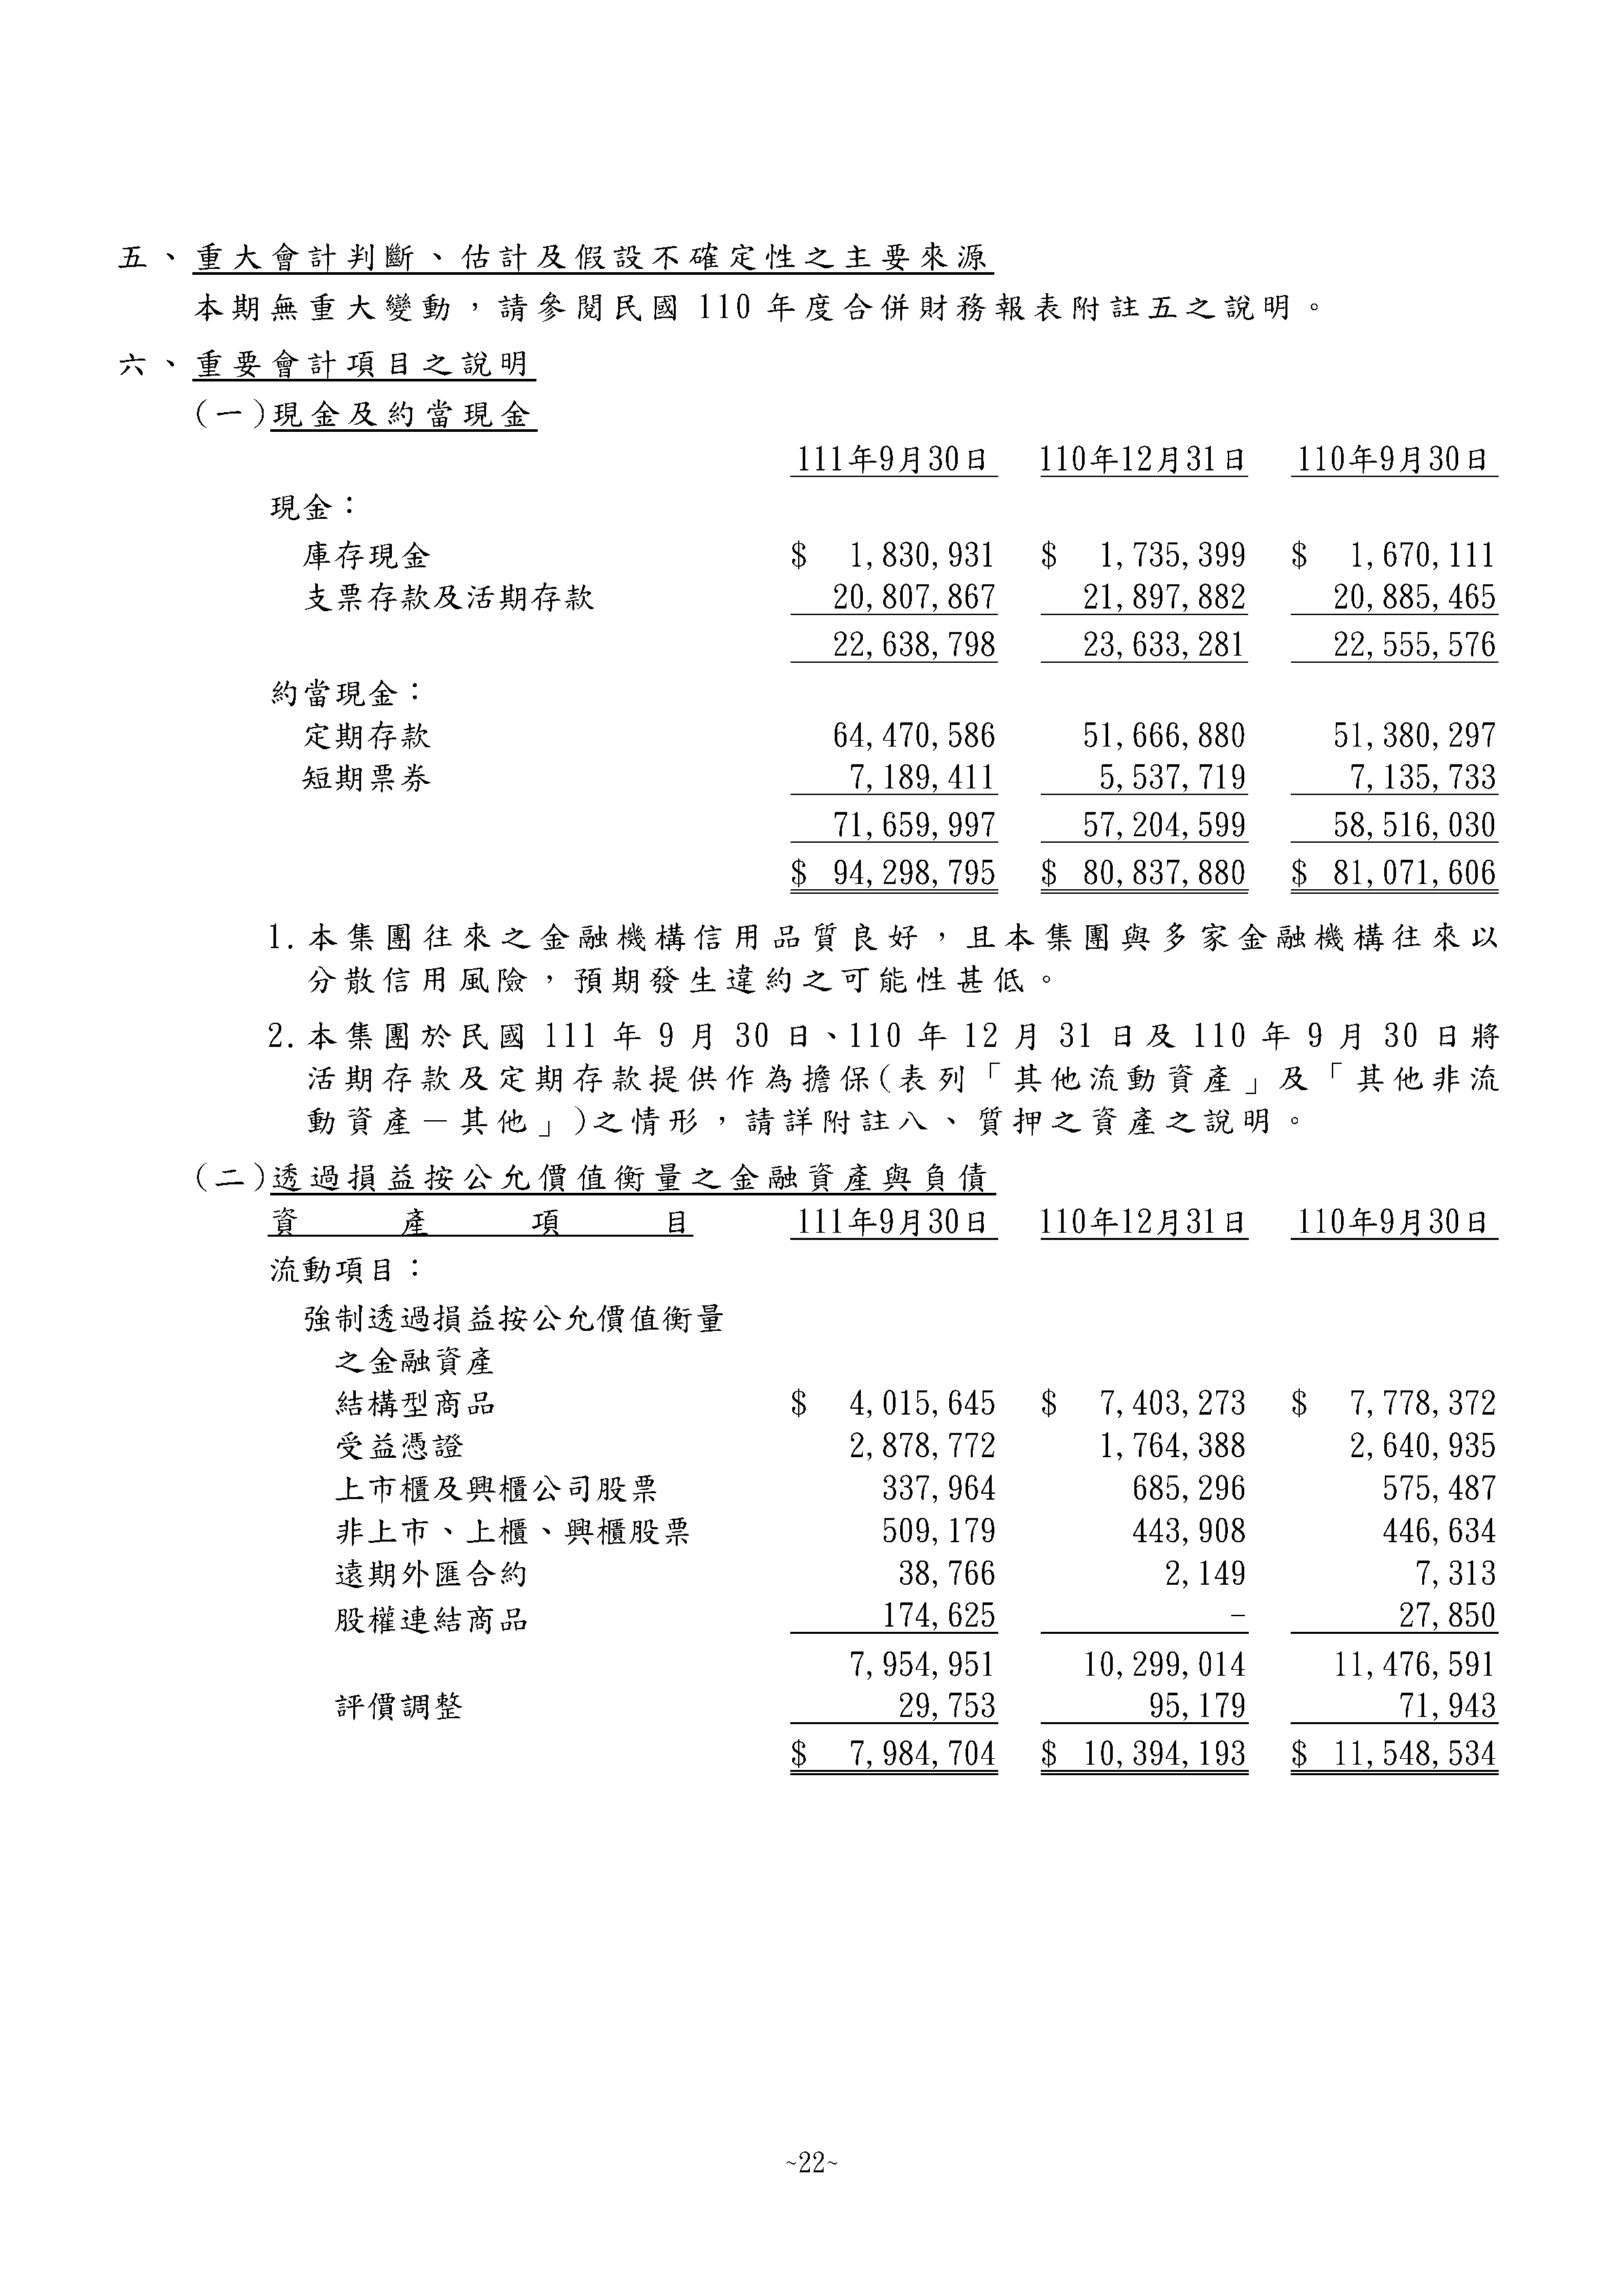 五、重大會計判斷、估計及假設不確定性之主要來源
本期無重大變動，請參閱民國 110 年度合併財務報表附註五之說明。
六、重要會計項目之說明
(一)現金及約當現金
111年9月30日 110年12月31日 110年9月30日
現金：
庫存現金 $ 1,830,931 $ 1,735,399 $ 1,670,111
支票存款及活期存款 20,807,867 21,897,882 20,885,465
22,638,798 23,633,281 22,555,576
約當現金：
定期存款 64,470,586 51,666,880 51,380,297
短期票券 7,189,411 5,537,719 7,135,733
71,659,997 57,204,599 58,516,030
$ 94,298,795 $ 80,837,880 $ 81,071,606
1.本集團往來之金融機構信用品質良好，且本集團與多家金融機構往來以
分散信用風險，預期發生違約之可能性甚低。
2.本集團於民國 111 年 9 月 30 日、110 年 12 月 31 日及 110 年 9 月 30 日將
活期存款及定期存款提供作為擔保(表列「其他流動資產」及「其他非流
動資產－其他」)之情形，請詳附註八、質押之資產之說明。
(二)透過損益按公允價值衡量之金融資產與負債
資產項目 111年9月30日 110年12月31日 110年9月30日
流動項目：
強制透過損益按公允價值衡量
之金融資產
結構型商品 $ 4,015,645 $ 7,403,273 $ 7,778,372
受益憑證 2,878,772 1,764,388 2,640,935
上市櫃及興櫃公司股票 337,964 685,296 575,487
非上市、上櫃、興櫃股票 509,179 443,908 446,634
遠期外匯合約 38,766 2,149 7,313
股權連結商品 174,625 - 27,850
7,954,951 10,299,014 11,476,591
評價調整 29,753 95,179 71,943
$ 7,984,704 $ 10,394,193 $ 11,548,534
~22~